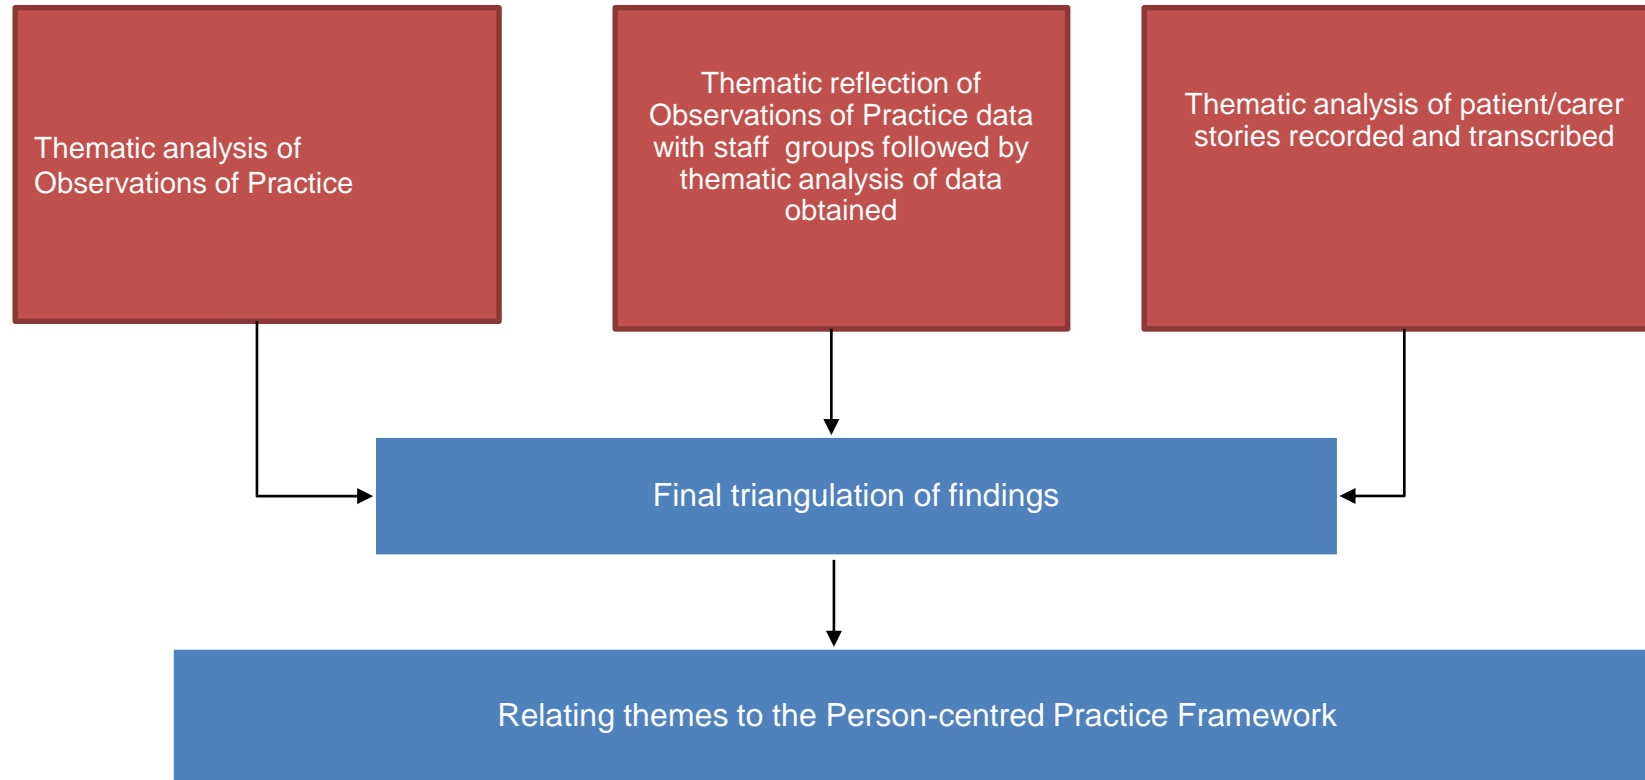 Thematic analysis of
Observations of Practice
Thematic reflection of
Observations of Practice data
with staff  groups followed by
thematic analysis of data
obtained
Thematic analysis of patient/carer
stories recorded and transcribed
Final triangulation of findings
Relating themes to the Person-centred Practice Framework